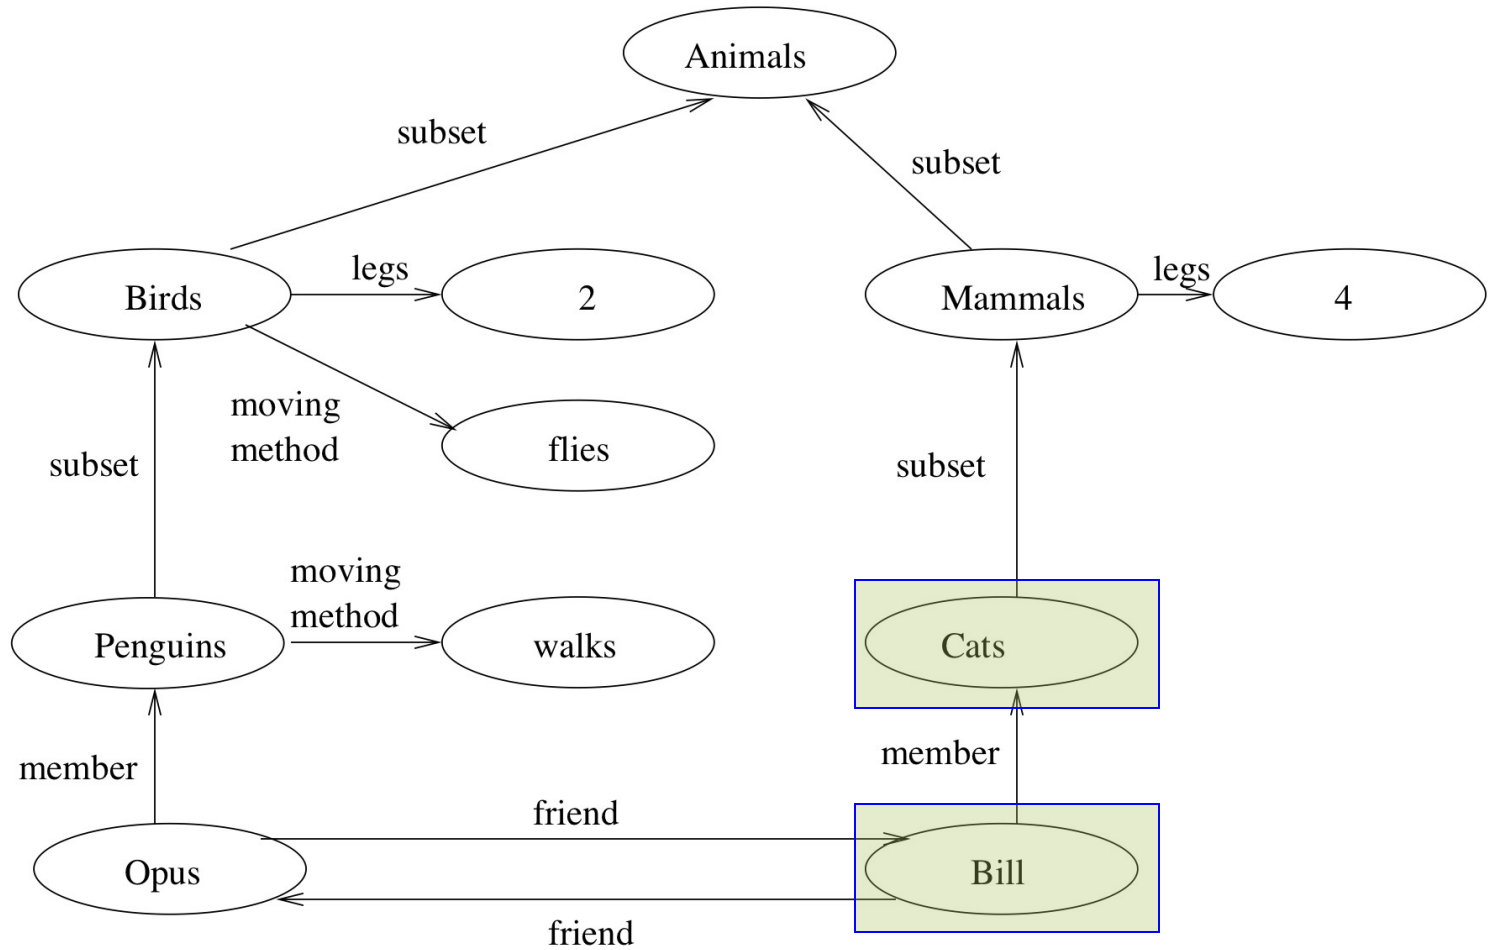 Animals
subset
subset
Birds
legs
2
Mammals
legs
4
moving
method
flies
subset
subset
Penguins
moving
method
walks
Cats
member
member
Opus
friend
Bill
friend